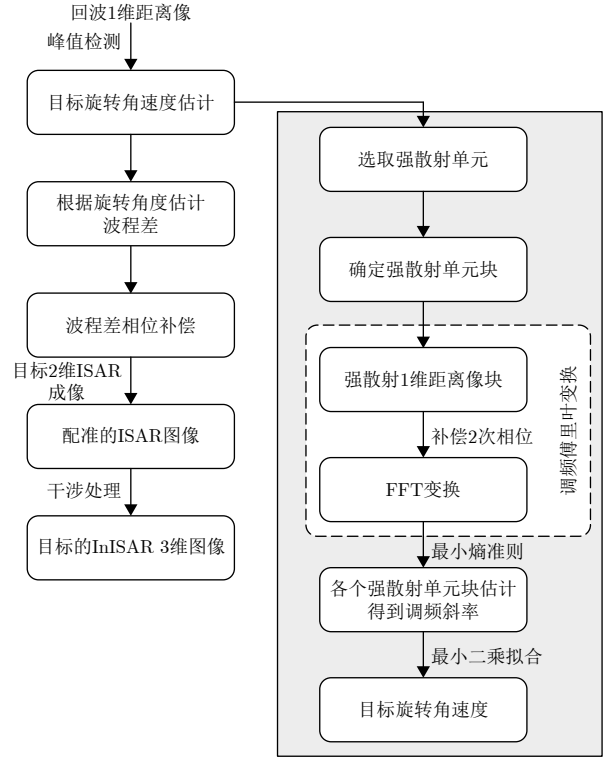 回波1维距离像
峰值检测
目标旋转角速度估计
根据旋转角度估计
波程差
波程差相位补偿
目标2维ISAR
成像
配准的ISAR图像
干涉处理
目标的InISAR 3维图像
选取强散射单元
确定强散射单元块
强散射1维距离像块
补偿2次相位
FFT变换
调频傅里叶变换
最小熵准则
各个强散射单元块估计
得到调频斜率
最小二乘拟合
目标旋转角速度